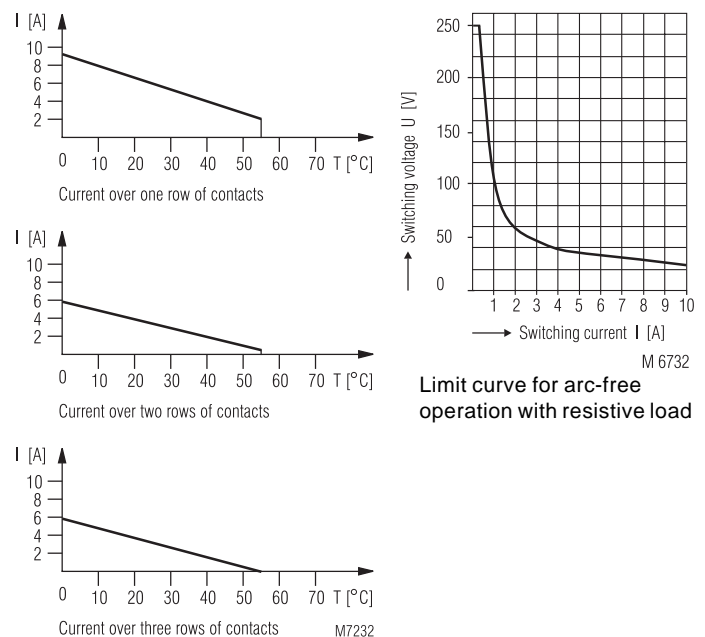 I [A]
10
8
6
4
2
0 10 20 30 40 50 60 70 T [°C]
Current over one row of contacts
I [A]
10
8
6
4
2
0 10 20 30 40 50 60 70 T [°C]
Current over two rows of contacts
I [A]
10
8
6
4
2
0 10 20 30 40 50 60 70 T [°C]
Current over three rows of contacts M7232
Switching voltage U [V]
250
200
150
100
50
0
1 2 3 4 5 6 7 8 9 10
Switching current I [A]
M 6732
Limit curve for arc-free
operation with resistive load